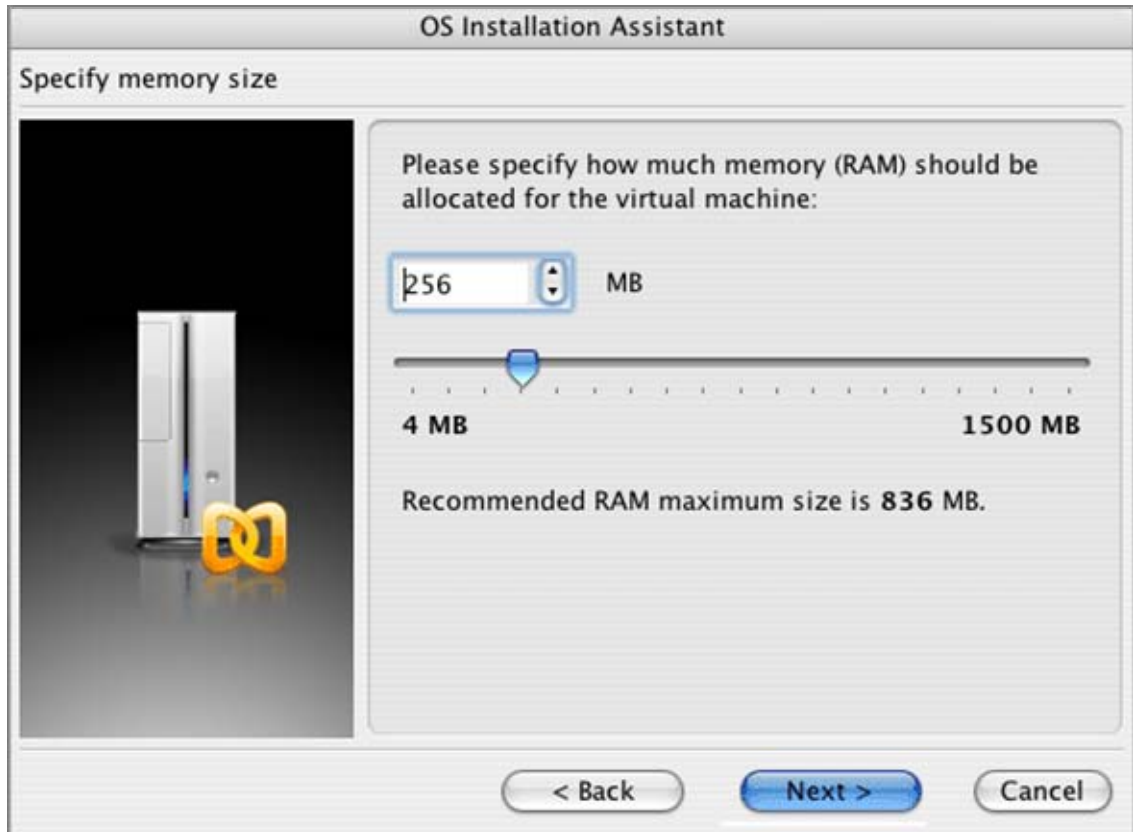 OS Installation Assistant
Specify memory size
Please specify how much memory (RAM) should be
allocated for the virtual machine:
256 MB
4 MB 1500 MB
Recommended RAM maximum size is 836 MB.
< Back Next > Cancel